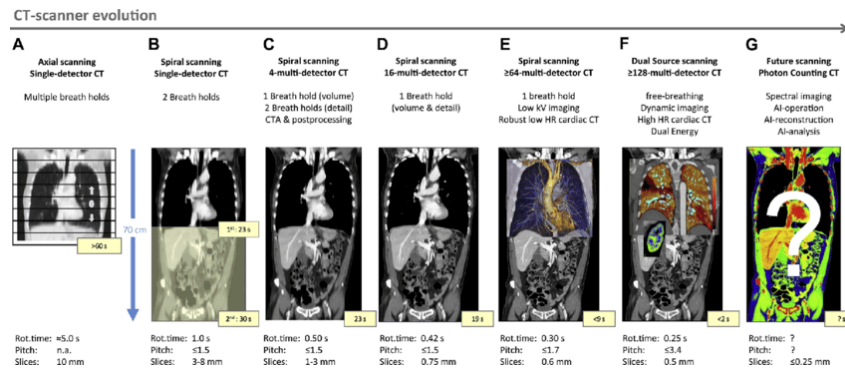 CT-scanner evolution
A
Axial scanning
Single-detector CT
Multiple breath holds
>60 s
Rot.time: ≈5.0 s
Pitch: n.a.
Slices: 10 mm
70 cm
B
Spiral scanning
Single-detector CT
2 Breath holds
1st: 23 s
2nd: 30s
Rot.time: 1.0 s
Pitch: ≤1.5
Slices: 3-8 mm
C
Spiral scanning
4-multi-detector CT
1 Breath hold (volume)
2 Breath holds (detail)
CTA & postprocessing
23 s
Rot.time: 0.50 s
Pitch: ≤1.5
Slices: 1-3 mm
D
Spiral scanning
16-multi-detector CT
1 Breath hold
(volume & detail)
Rot.time: 0.42 s
Pitch: ≤1.5
Slices: 0.75 mm
E
Spiral scanning
≥64-multi-detector CT
1 breath hold
Low kV imaging
Robust low HR cardiac CT
<9 s
Rot.time: 0.30 s
Pitch: ≤1.7
Slices: 0.6 mm
F
Dual Source scanning
≥128-multi-detector CT
free-breathing
Dynamic imaging
High HR cardiac CT
Dual Energy
<2 s
Rot.time: 0.25 s
Pitch: ≤3.4
Slices: 0.5 mm
G
Future scanning
Photon Counting CT
Spectral imaging
AI-operation
AI-reconstruction
AI-analysis
?
? s
Rot.time: ?
Pitch: ?
Slices: ≤0.25 mm